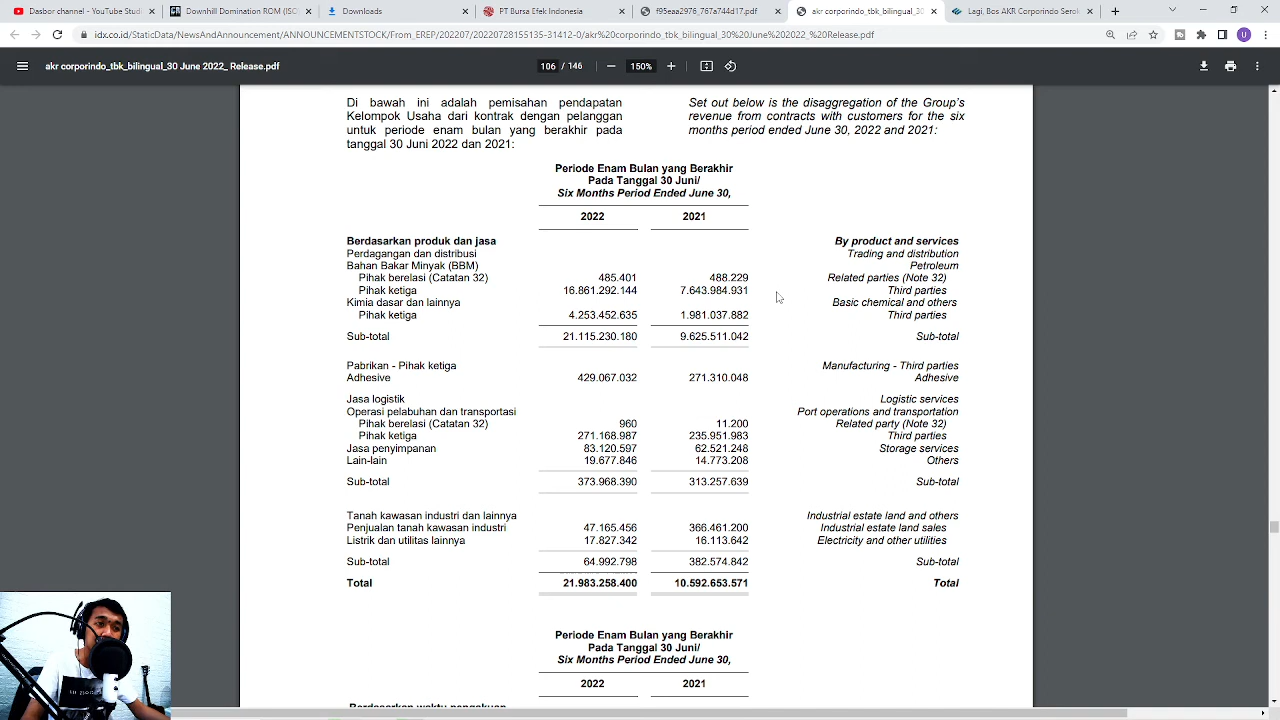 Dasbor channel - YouTube Studi
Downhill Domination ROM (ISO(
Downloads
PT Bursa Efek Indonesia
f95eaa2976_767a744d17.pdf
akr corporindo_tbk_bilingual_30
Lagi, Bos AKR Corporindo Serok
idx.co.id/StaticData/NewsAndAnnouncement/ANNOUNCEMENTSTOCK/From_EREP/202207/20220728155135-31412-0/akr%20corporindo_tbk_bilingual_30%20June%202022_%20Release.pdf
U
akr corporindo_tbk_bilingual_30 June 2022_ Release.pdf
106 / 146
150%
Di bawah ini adalah pemisahan pendapatan
Kelompok Usaha dari kontrak dengan pelanggan
untuk periode enam bulan yang berakhir pada
tanggal 30 Juni 2022 dan 2021:
Set out below is the disaggregation of the Group's
revenue from contracts with customers for the six
months period ended June 30, 2022 and 2021:
Periode Enam Bulan yang Berakhir
Pada Tanggal 30 Juni/
Six Months Period Ended June 30,
2022 2021
Berdasarkan produk dan jasa By product and services
Perdagangan dan distribusi Trading and distribution
Bahan Bakar Minyak (BBM) Petroleum
Pihak berelasi (Catatan 32) 485.401 488.229 Related parties (Note 32)
Pihak ketiga 16.861.292.144 7.643.984.931 Third parties
Kimia dasar dan lainnya Basic chemical and others
Pihak ketiga 4.253.452.635 1.981.037.882 Third parties
Sub-total 21.115.230.180 9.625.511.042 Sub-total
Pabrikan - Pihak ketiga Manufacturing - Third parties
Adhesive 429.067.032 271.310.048 Adhesive
Jasa logistik Logistic services
Operasi pelabuhan dan transportasi Port operations and transportation
Pihak berelasi (Catatan 32) 960 11.200 Related party (Note 32)
Pihak ketiga 271.168.987 235.951.983 Third parties
Jasa penyimpanan 83.120.597 62.521.248 Storage services
Lain-lain 19.677.846 14.773.208 Others
Sub-total 373.968.390 313.257.639 Sub-total
Tanah kawasan industri dan lainnya Industrial estate land and others
Penjualan tanah kawasan industri 47.165.456 366.461.200 Industrial estate land sales
Listrik dan utilitas lainnya 17.827.342 16.113.642 Electricity and other utilities
Sub-total 64.992.798 382.574.842 Sub-total
Total 21.983.258.400 10.592.653.571 Total
Periode Enam Bulan yang Berakhir
Pada Tanggal 30 Juni/
Six Months Period Ended June 30,
2022 2021
Berdasarkan waktu pengakuan